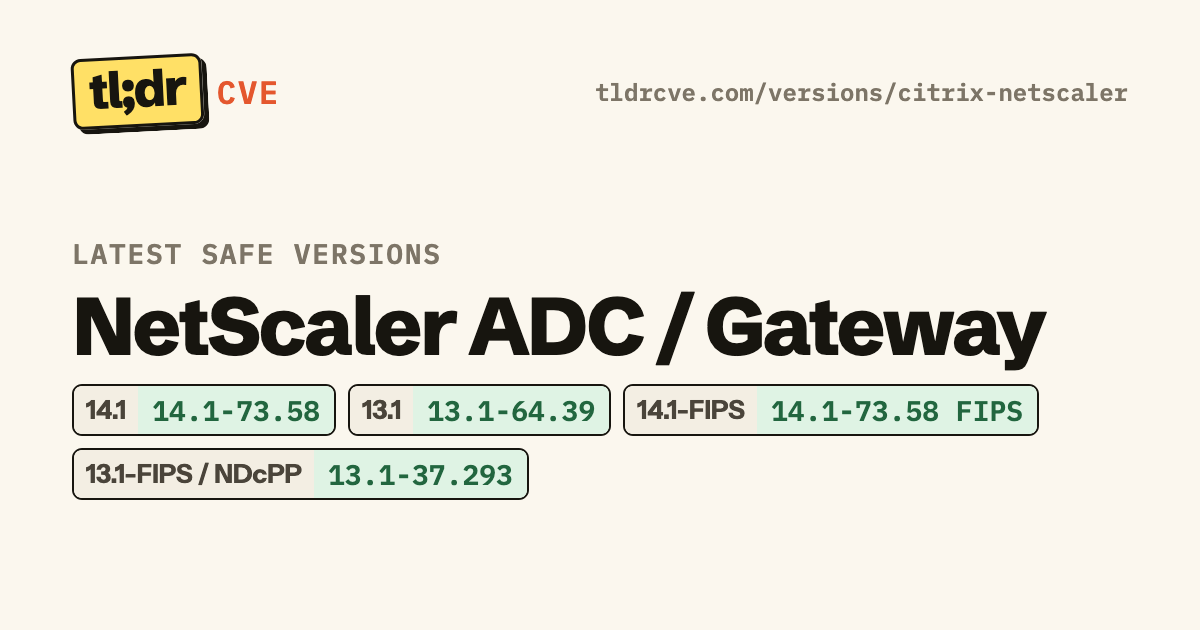 tl;dr CVE
tldrcve.com/versions/citrix-netscaler
LATEST SAFE VERSIONS
NetScaler ADC / Gateway
14.1 14.1-73.58 13.1 13.1-64.39 14.1-FIPS 14.1-73.58 FIPS
13.1-FIPS / NDcPP 13.1-37.293